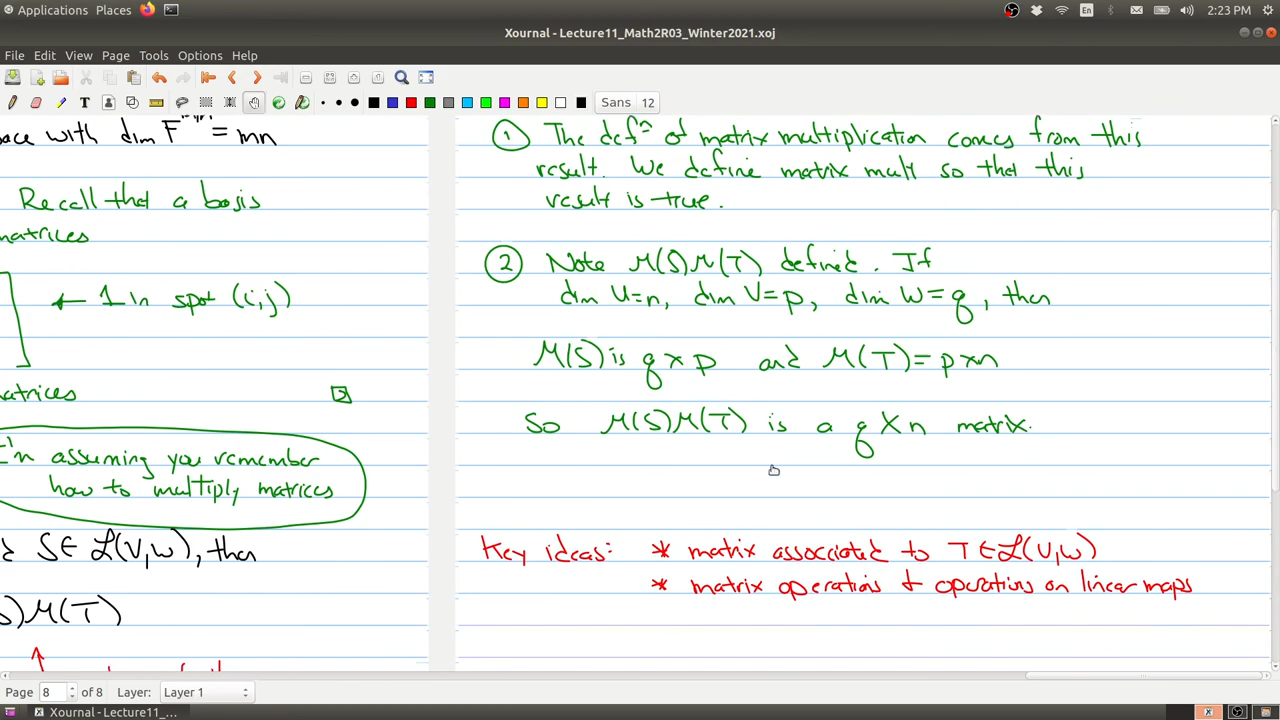 Applications Places En 2:23 PM
Xournal - Lecture11_Math2R03_Winter2021.xoj
File Edit View Page Tools Options Help
Sans 12
ace with dim F^{m,n} = mn
Recall that a basis
matrices
← 1 in spot (i,j)
matrices
I'm assuming you remember
how to multiply matrices
S ∈ ℒ(V,W), then
S)M(T)
① The defⁿ of matrix multiplication comes from this
result. We define matrix mult so that this
result is true.
② Note M(S)M(T) defined. If
dim U=n, dim V=p, dim W=q, then
M(S) is q×p and M(T)= p×n
So M(S)M(T) is a q×n matrix.
Key ideas: * matrix associated to T∈ℒ(V,W)
* matrix operations & operations on linear maps
Page 8 of 8 Layer: Layer 1
Xournal - Lecture11_...